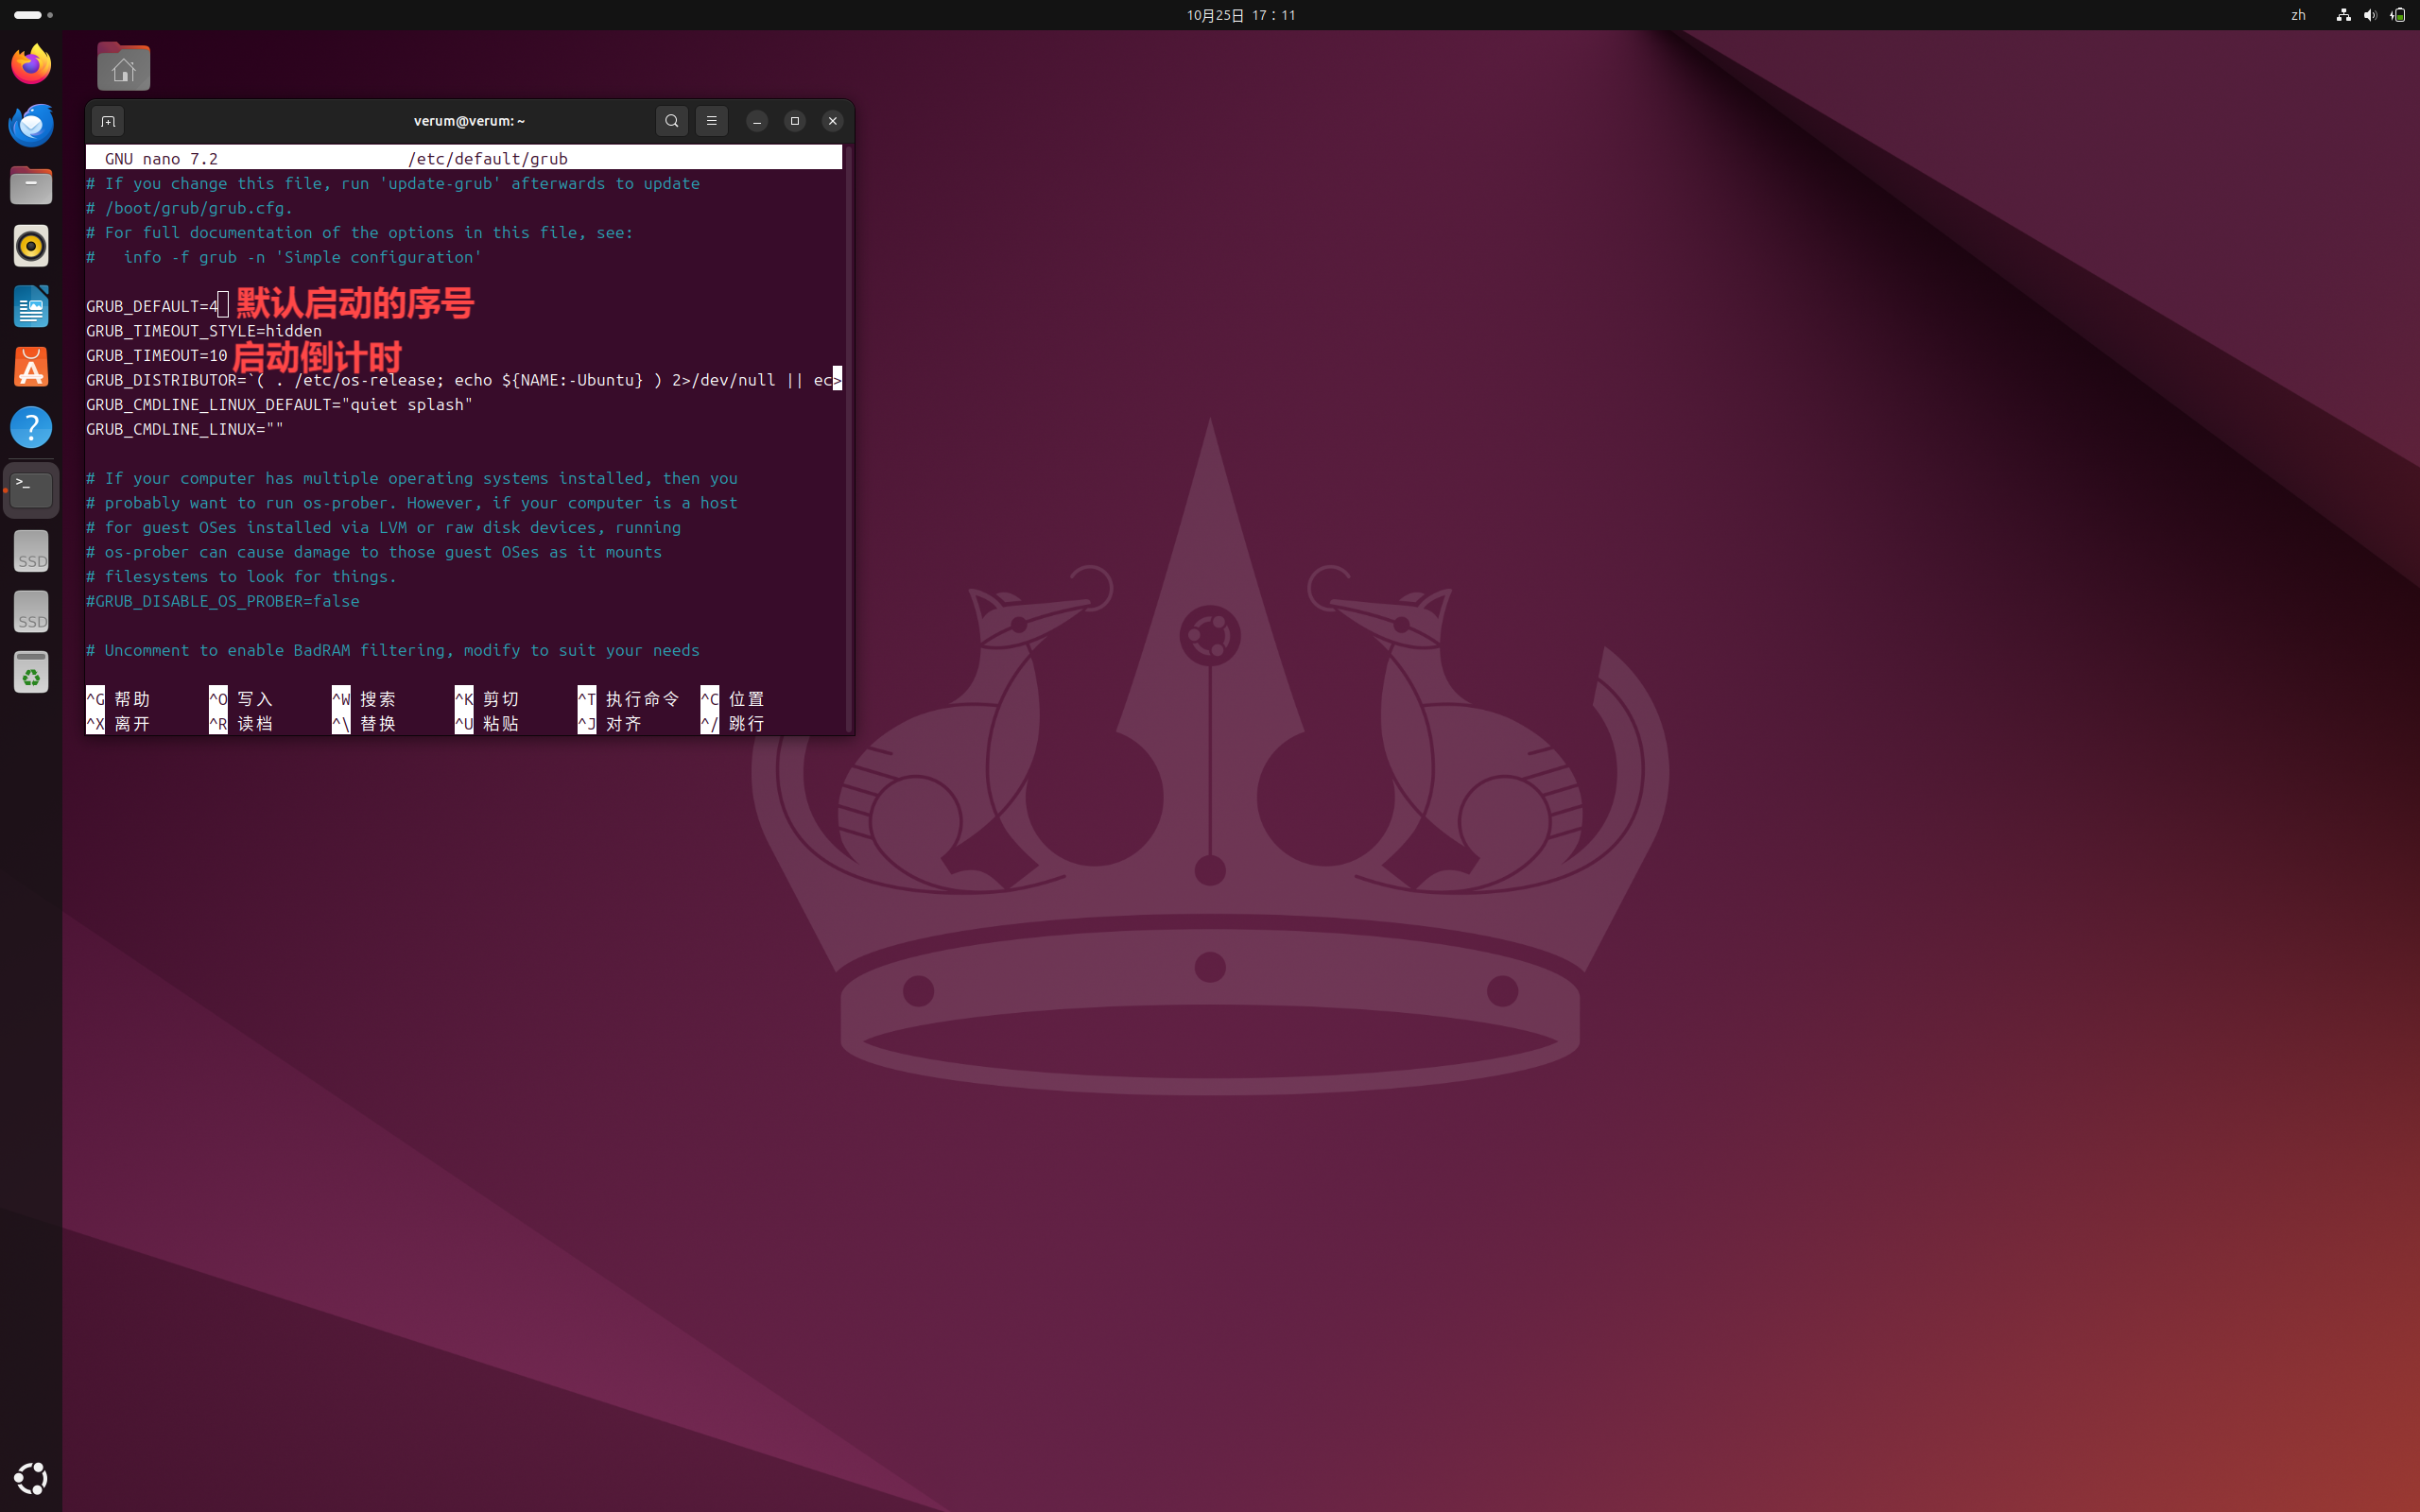 10月25日 17：11
zh
verum@verum: ~
GNU nano 7.2 /etc/default/grub
# If you change this file, run 'update-grub' afterwards to update
# /boot/grub/grub.cfg.
# For full documentation of the options in this file, see:
#   info -f grub -n 'Simple configuration'
GRUB_DEFAULT=4 默认启动的序号
GRUB_TIMEOUT_STYLE=hidden
GRUB_TIMEOUT=10 启动倒计时
GRUB_DISTRIBUTOR=`( . /etc/os-release; echo ${NAME:-Ubuntu} ) 2>/dev/null || ec>
GRUB_CMDLINE_LINUX_DEFAULT="quiet splash"
GRUB_CMDLINE_LINUX=""
# If your computer has multiple operating systems installed, then you
# probably want to run os-prober. However, if your computer is a host
# for guest OSes installed via LVM or raw disk devices, running
# os-prober can cause damage to those guest OSes as it mounts
# filesystems to look for things.
#GRUB_DISABLE_OS_PROBER=false
# Uncomment to enable BadRAM filtering, modify to suit your needs
^G 帮助 ^O 写入 ^W 搜索 ^K 剪切 ^T 执行命令 ^C 位置
^X 离开 ^R 读档 ^\ 替换 ^U 粘贴 ^J 对齐 ^/ 跳行
>_
SSD
SSD